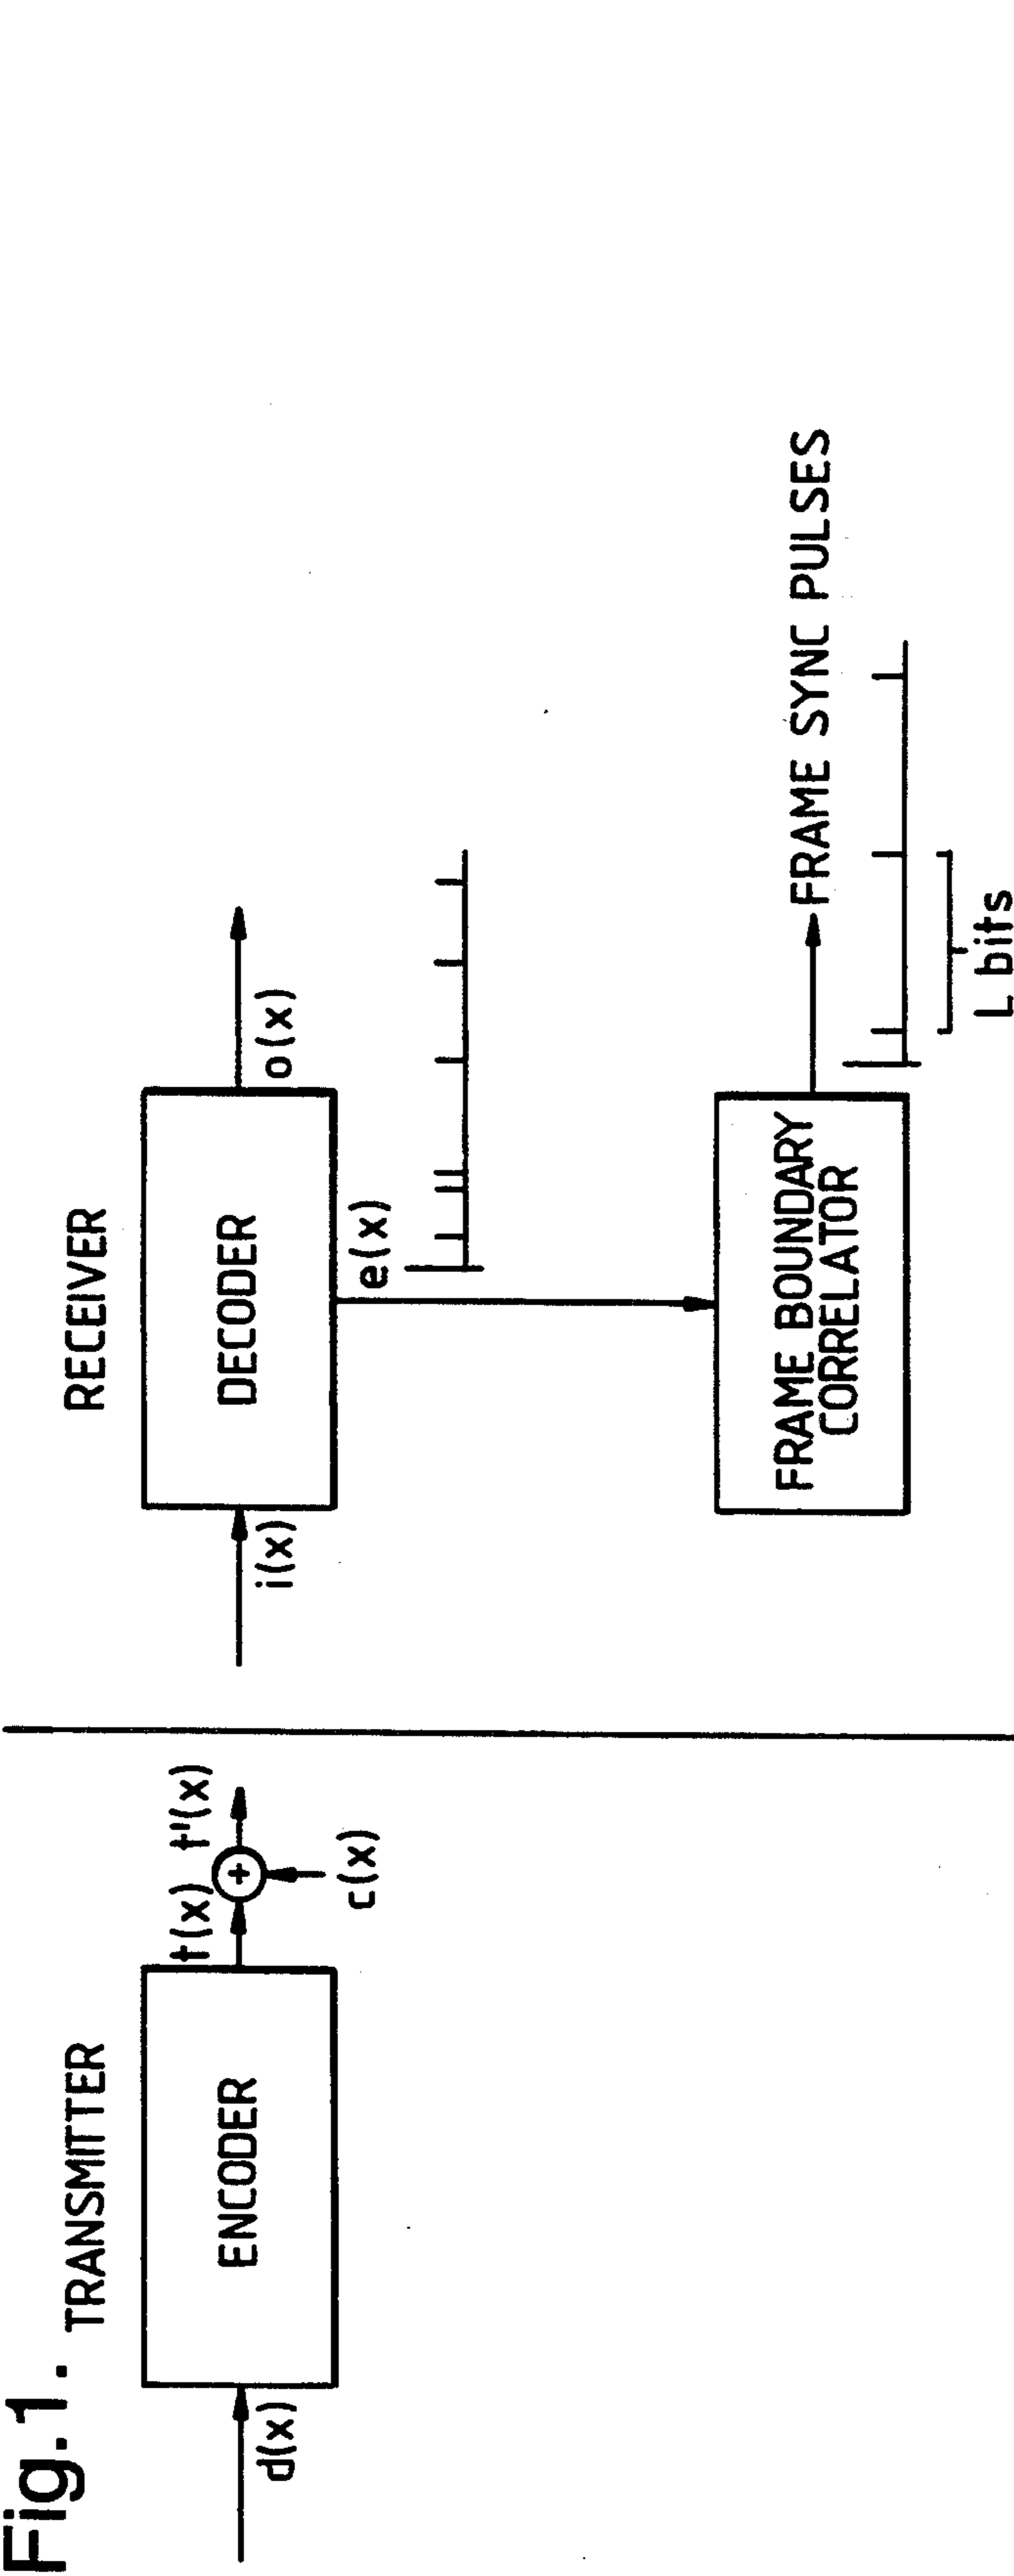 Fig.1.
TRANSMITTER
d(x)
ENCODER
t(x)
t'(x)
c(x)
RECEIVER
i(x)
DECODER
o(x)
e(x)
FRAME BOUNDARY
CORRELATOR
FRAME SYNC PULSES
L bits